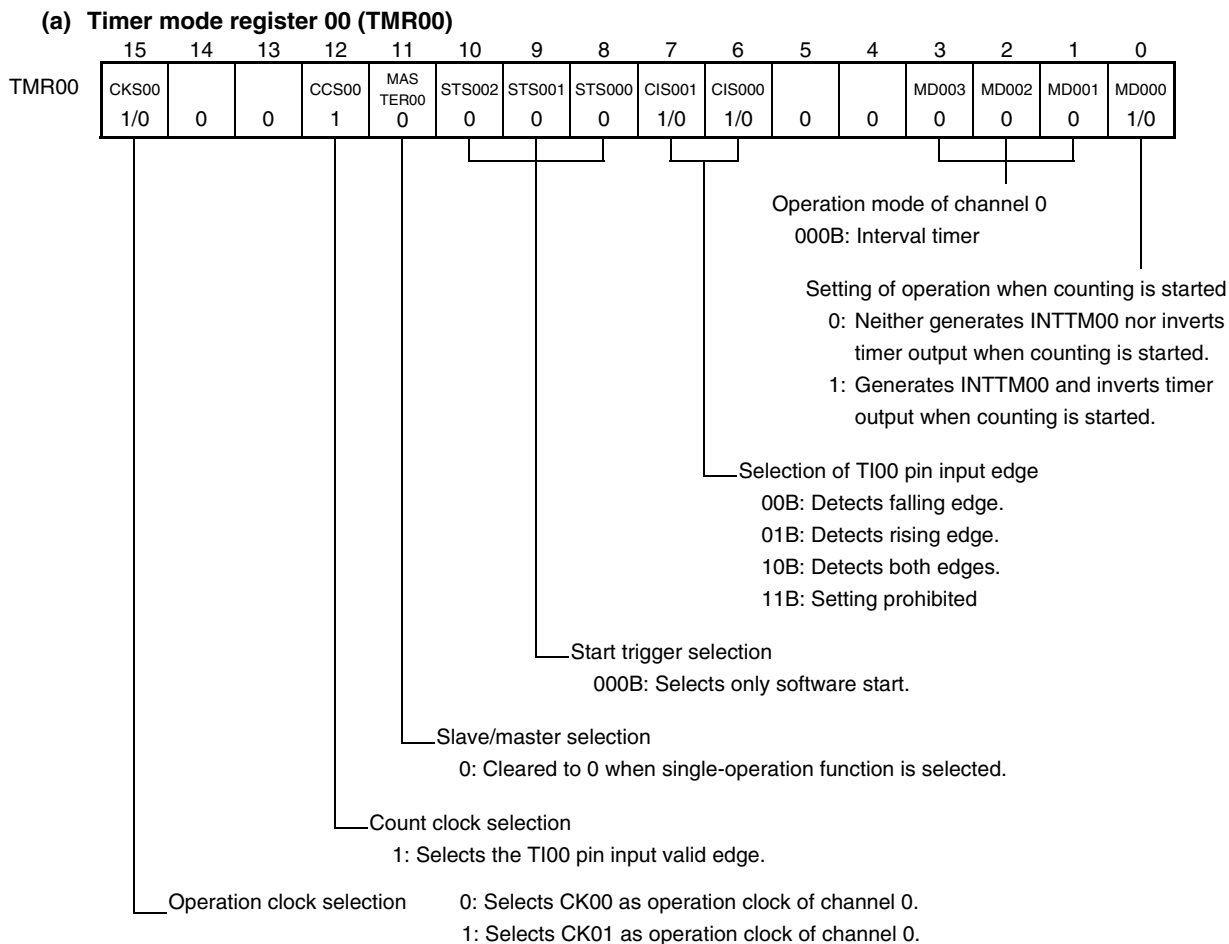 (a) Timer mode register 00 (TMR00)
15 14 13 12 11 10 9 8 7 6 5 4 3 2 1 0
TMR00
CKS00 CCS00 MAS TER00 STS002 STS001 STS000 CIS001 CIS000 MD003 MD002 MD001 MD000
1/0 0 0 1 0 0 0 0 1/0 1/0 0 0 0 0 0 1/0
Operation mode of channel 0
000B: Interval timer
Setting of operation when counting is started
0: Neither generates INTTM00 nor inverts
timer output when counting is started.
1: Generates INTTM00 and inverts timer
output when counting is started.
Selection of TI00 pin input edge
00B: Detects falling edge.
01B: Detects rising edge.
10B: Detects both edges.
11B: Setting prohibited
Start trigger selection
000B: Selects only software start.
Slave/master selection
0: Cleared to 0 when single-operation function is selected.
Count clock selection
1: Selects the TI00 pin input valid edge.
Operation clock selection 0: Selects CK00 as operation clock of channel 0.
1: Selects CK01 as operation clock of channel 0.